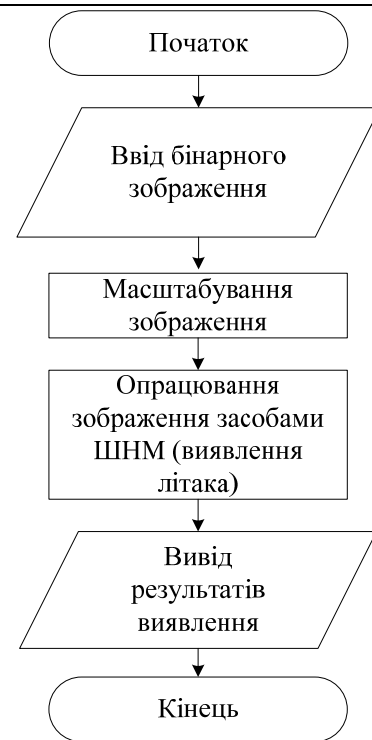 Початок
Ввід бінарного
зображення
Масштабування
зображення
Опрацювання
зображення засобами
ШНМ (виявлення
літака)
Вивід
результатів
виявлення
Кінець